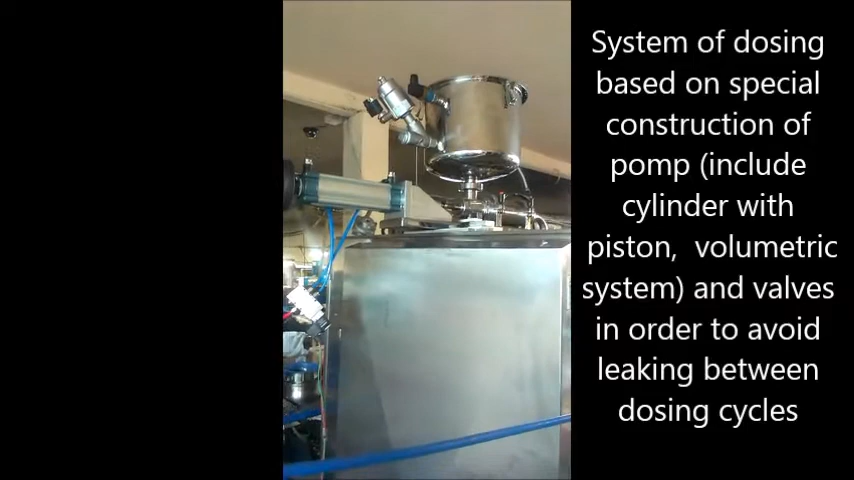 System of dosing
based on special
construction of
pomp (include
cylinder with
piston, volumetric
system) and valves
in order to avoid
leaking between
dosing cycles